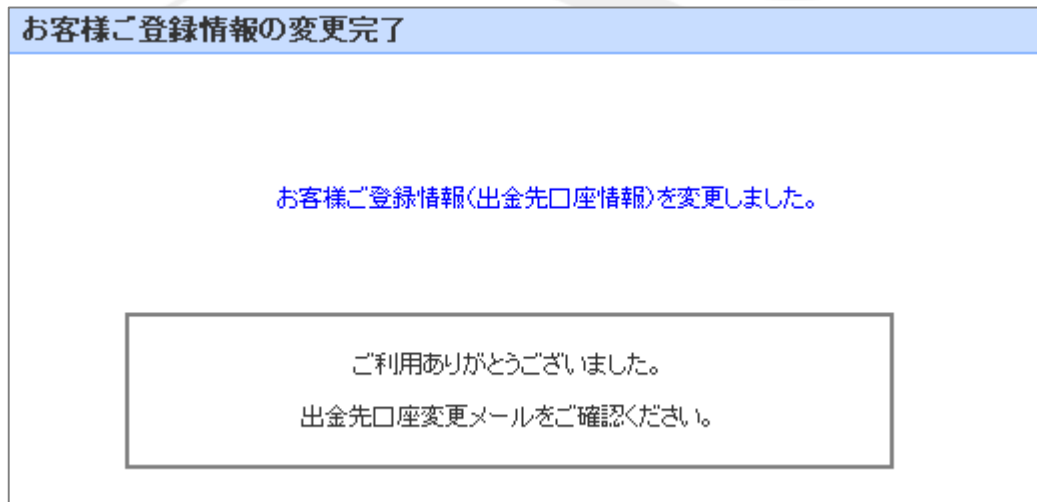 お客様ご登録情報の変更完了
お客様ご登録情報(出金先口座情報)を変更しました。
ご利用ありがとうございました。
出金先口座変更メールをご確認ください。